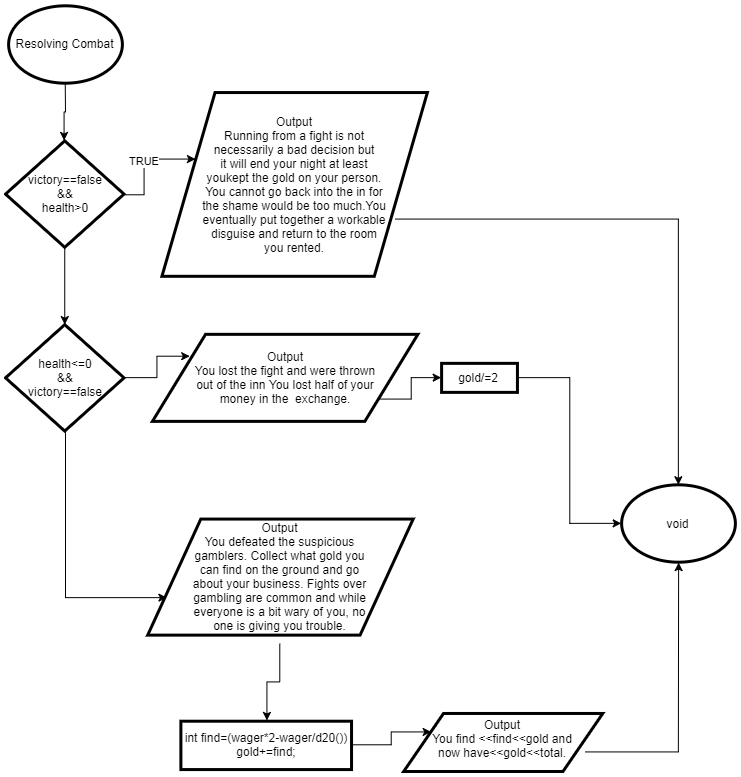 Resolving Combat
victory==false
&&
health>0
TRUE
Output
Running from a fight is not
necessarily a bad decision but
it will end your night at least
youkept the gold on your person.
You cannot go back into the in for
the shame would be too much.You
eventually put together a workable
disguise and return to the room
you rented.
health<=0
&&
victory==false
Output
You lost the fight and were thrown
out of the inn You lost half of your
money in the exchange.
gold/=2
void
Output
You defeated the suspicious
gamblers. Collect what gold you
can find on the ground and go
about your business. Fights over
gambling are common and while
everyone is a bit wary of you, no
one is giving you trouble.
int find=(wager*2-wager/d20())
gold+=find;
Output
You find <<find<<gold and
now have<<gold<<total.